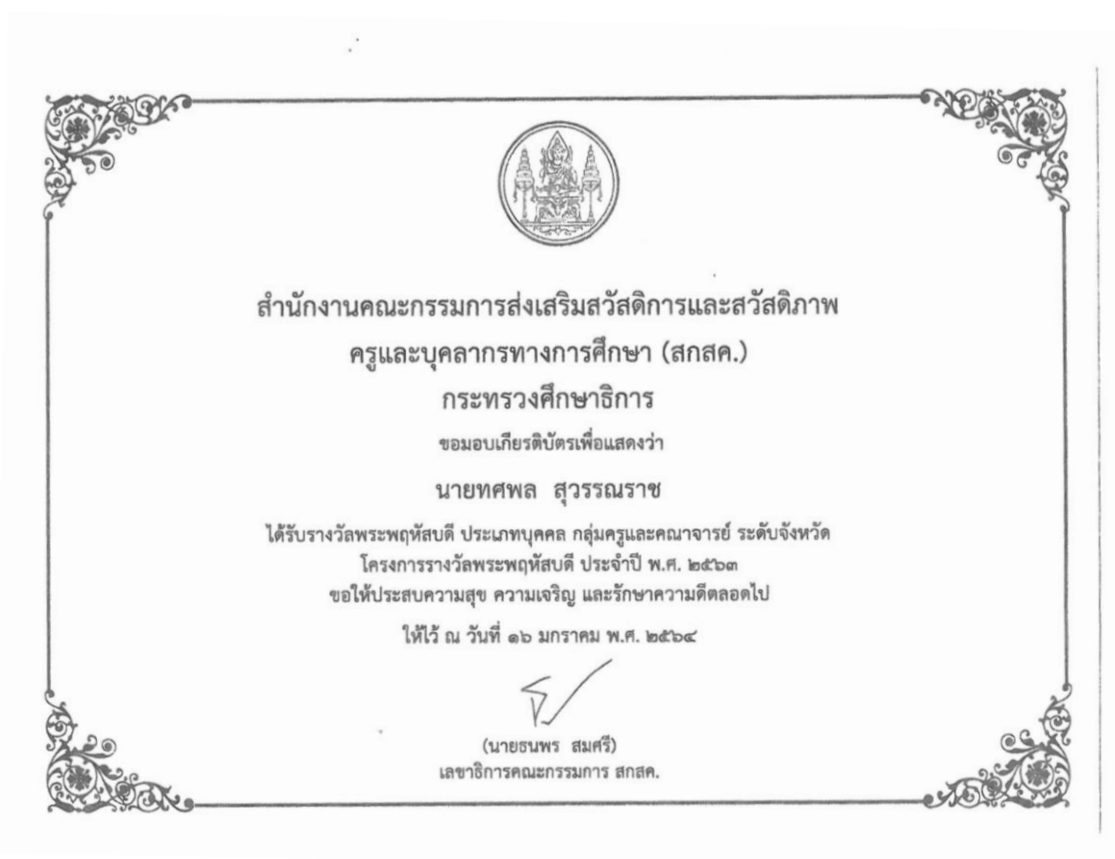 สำนักงานคณะกรรมการส่งเสริมสวัสดิการและสวัสดิภาพ
ครูและบุคลากรทางการศึกษา (สกสค.)
กระทรวงศึกษาธิการ
ขอมอบเกียรติบัตรเพื่อแสดงว่า
นายทศพล สุวรรณราช
ได้รับรางวัลพระพฤหัสบดี ประเภทบุคคล กลุ่มครูและคณาจารย์ ระดับจังหวัด
โครงการรางวัลพระพฤหัสบดี ประจำปี พ.ศ. ๒๕๖๓
ขอให้ประสบความสุข ความเจริญ และรักษาความดีตลอดไป
ให้ไว้ ณ วันที่ ๑๖ มกราคม พ.ศ. ๒๕๖๔
(นายธนพร สมศรี)
เลขาธิการคณะกรรมการ สกสค.